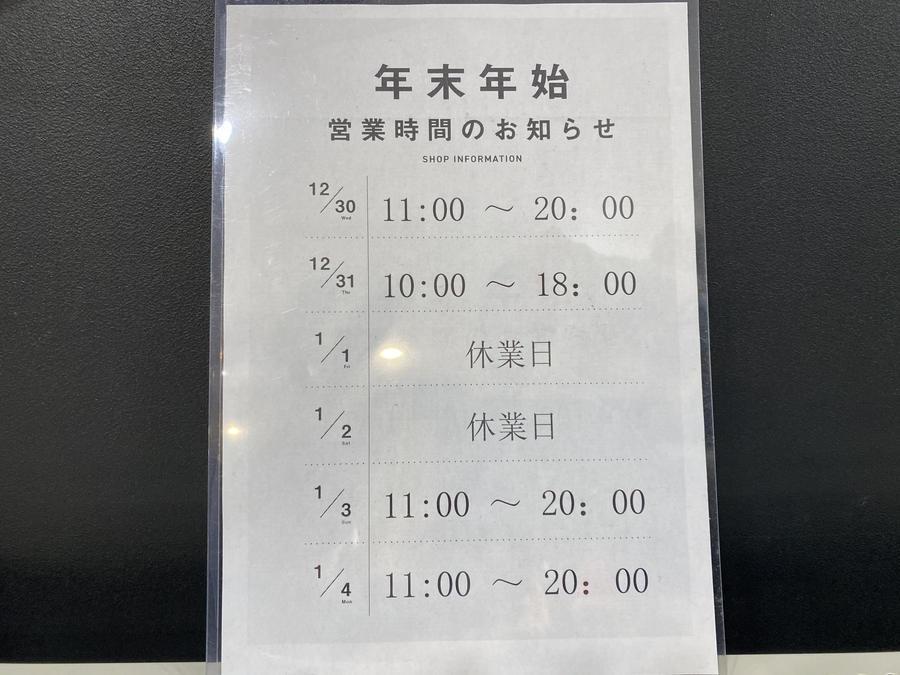 年末年始
営業時間のお知らせ
SHOP INFORMATION
12/30 Wed 11:00 ～ 20：00
12/31 Thu 10:00 ～ 18：00
1/1 Fri 休業日
1/2 Sat 休業日
1/3 Sun 11:00 ～ 20：00
1/4 Mon 11:00 ～ 20：00